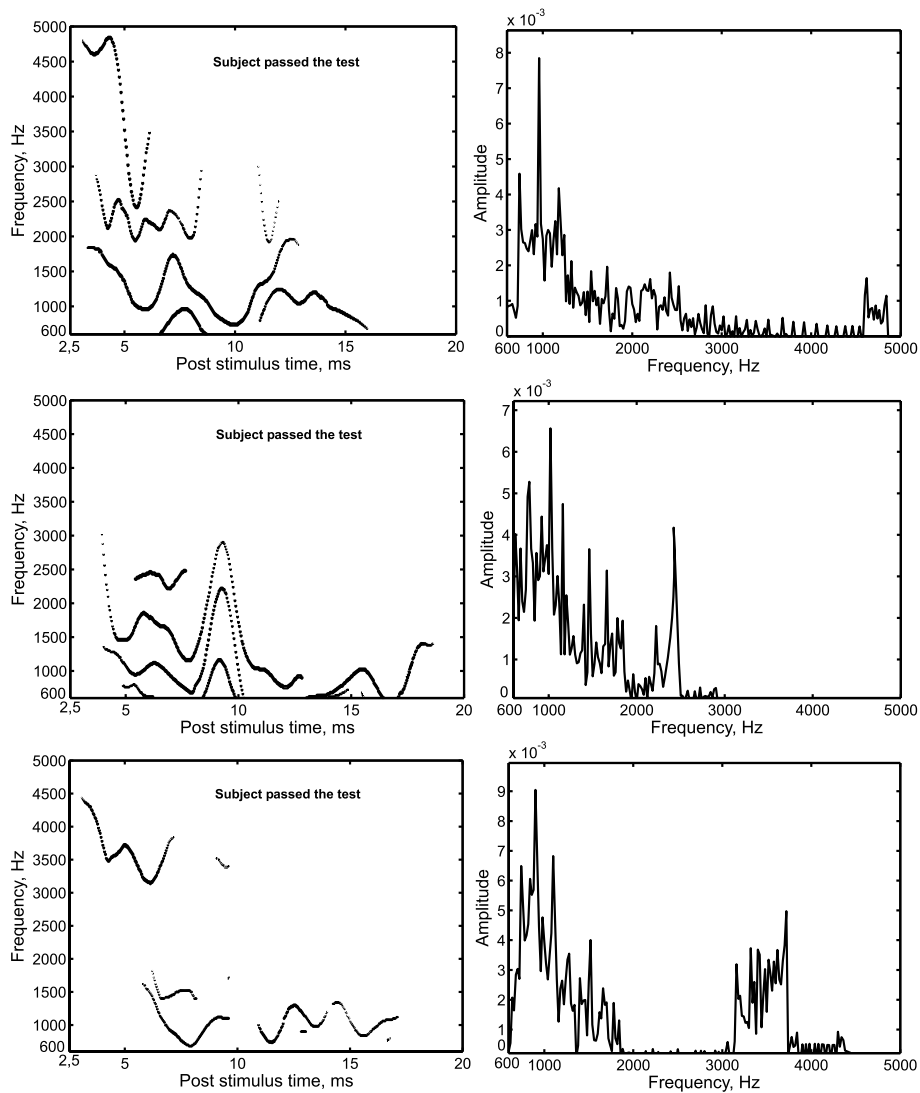 5000
4500
4000
3500
3000
2500
2000
1500
1000
600
Frequency, Hz
Subject passed the test
2,5 5 10 15 20
Post stimulus time, ms
x 10-3
8
7
6
5
4
3
2
1
0
Amplitude
600 1000 2000 3000 4000 5000
Frequency, Hz
5000
4500
4000
3500
3000
2500
2000
1500
1000
600
Frequency, Hz
Subject passed the test
2,5 5 10 15 20
Post stimulus time, ms
x 10-3
7
6
5
4
3
2
1
0
Amplitude
600 1000 2000 3000 4000 5000
Frequency, Hz
5000
4500
4000
3500
3000
2500
2000
1500
1000
600
Frequency, Hz
Subject passed the test
2,5 5 10 15 20
Post stimulus time, ms
x 10-3
9
8
7
6
5
4
3
2
1
0
Amplitude
600 1000 2000 3000 4000 5000
Frequency, Hz